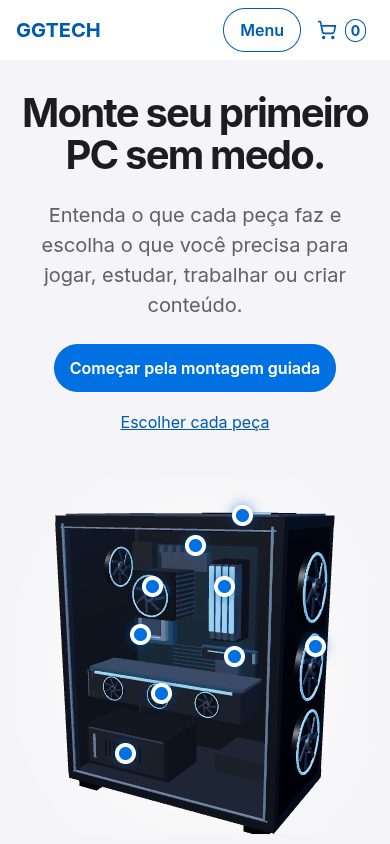 GGTECH
Menu
0
Monte seu primeiro
PC sem medo.
Entenda o que cada peça faz e
escolha o que você precisa para
jogar, estudar, trabalhar ou criar
conteúdo.
Começar pela montagem guiada
Escolher cada peça